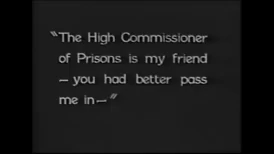 "The High Commissioner
of Prisons is my friend
— you had better pass
me in—"